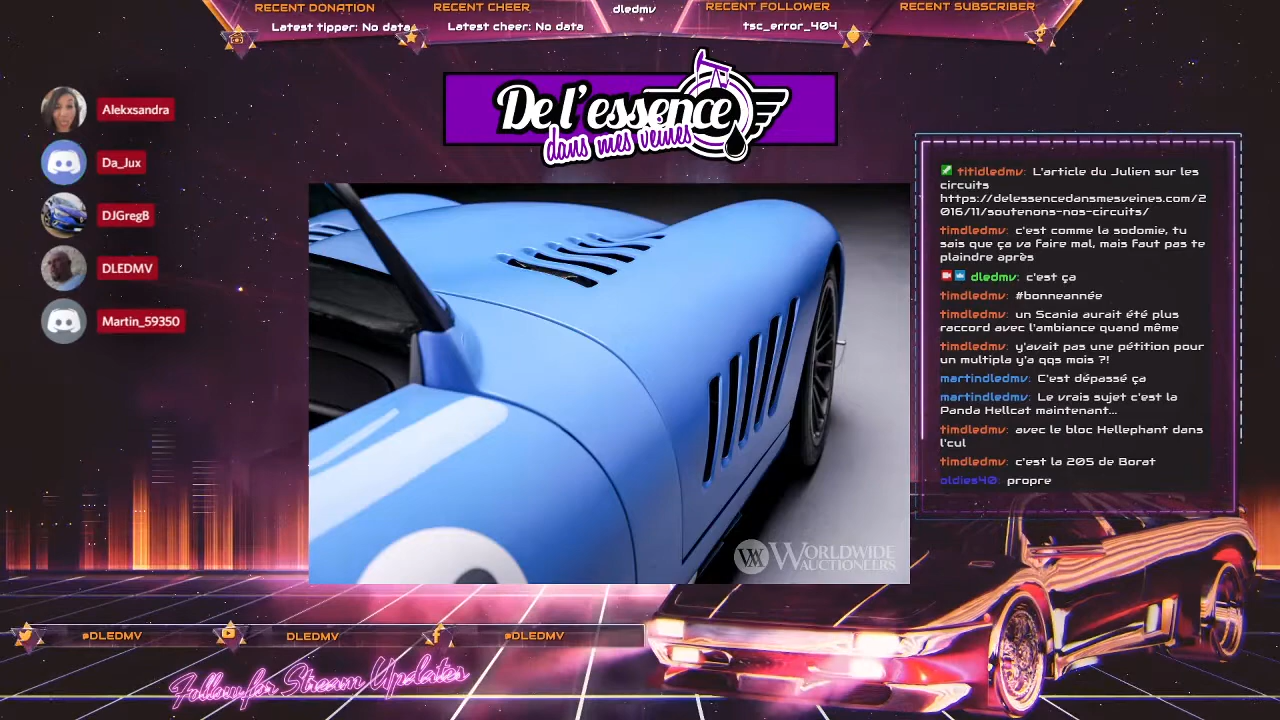 RECENT DONATION
RECENT CHEER
dledmv
RECENT FOLLOWER
RECENT SUBSCRIBER
Latest tipper: No data
Latest cheer: No data
tsc_error_404
De l'essence
dans mes veines
Alekxsandra
Da_Jux
DJGregB
DLEDMV
Martin_59350
titidledmv: L'article du Julien sur les
circuits
https://delessencedansmesveines.com/2
016/11/soutenons-nos-circuits/
timdledmv: c'est comme la sodomie, tu
sais que ça va faire mal, mais faut pas te
plaindre après
dledmv: c'est ça
timdledmv: #bonneannée
timdledmv: un Scania aurait été plus
raccord avec l'ambiance quand même
timdledmv: y'avait pas une pétition pour
un multipla y'a qqs mois ?!
martindledmv: C'est dépassé ça
martindledmv: Le vrais sujet c'est la
Panda Hellcat maintenant...
timdledmv: avec le bloc Hellephant dans
l'cul
timdledmv: c'est la 205 de Borat
oldies40: propre
WORLDWIDE
AUCTIONEERS
@DLEDMV
DLEDMV
@DLEDMV
Follow for Stream Updates